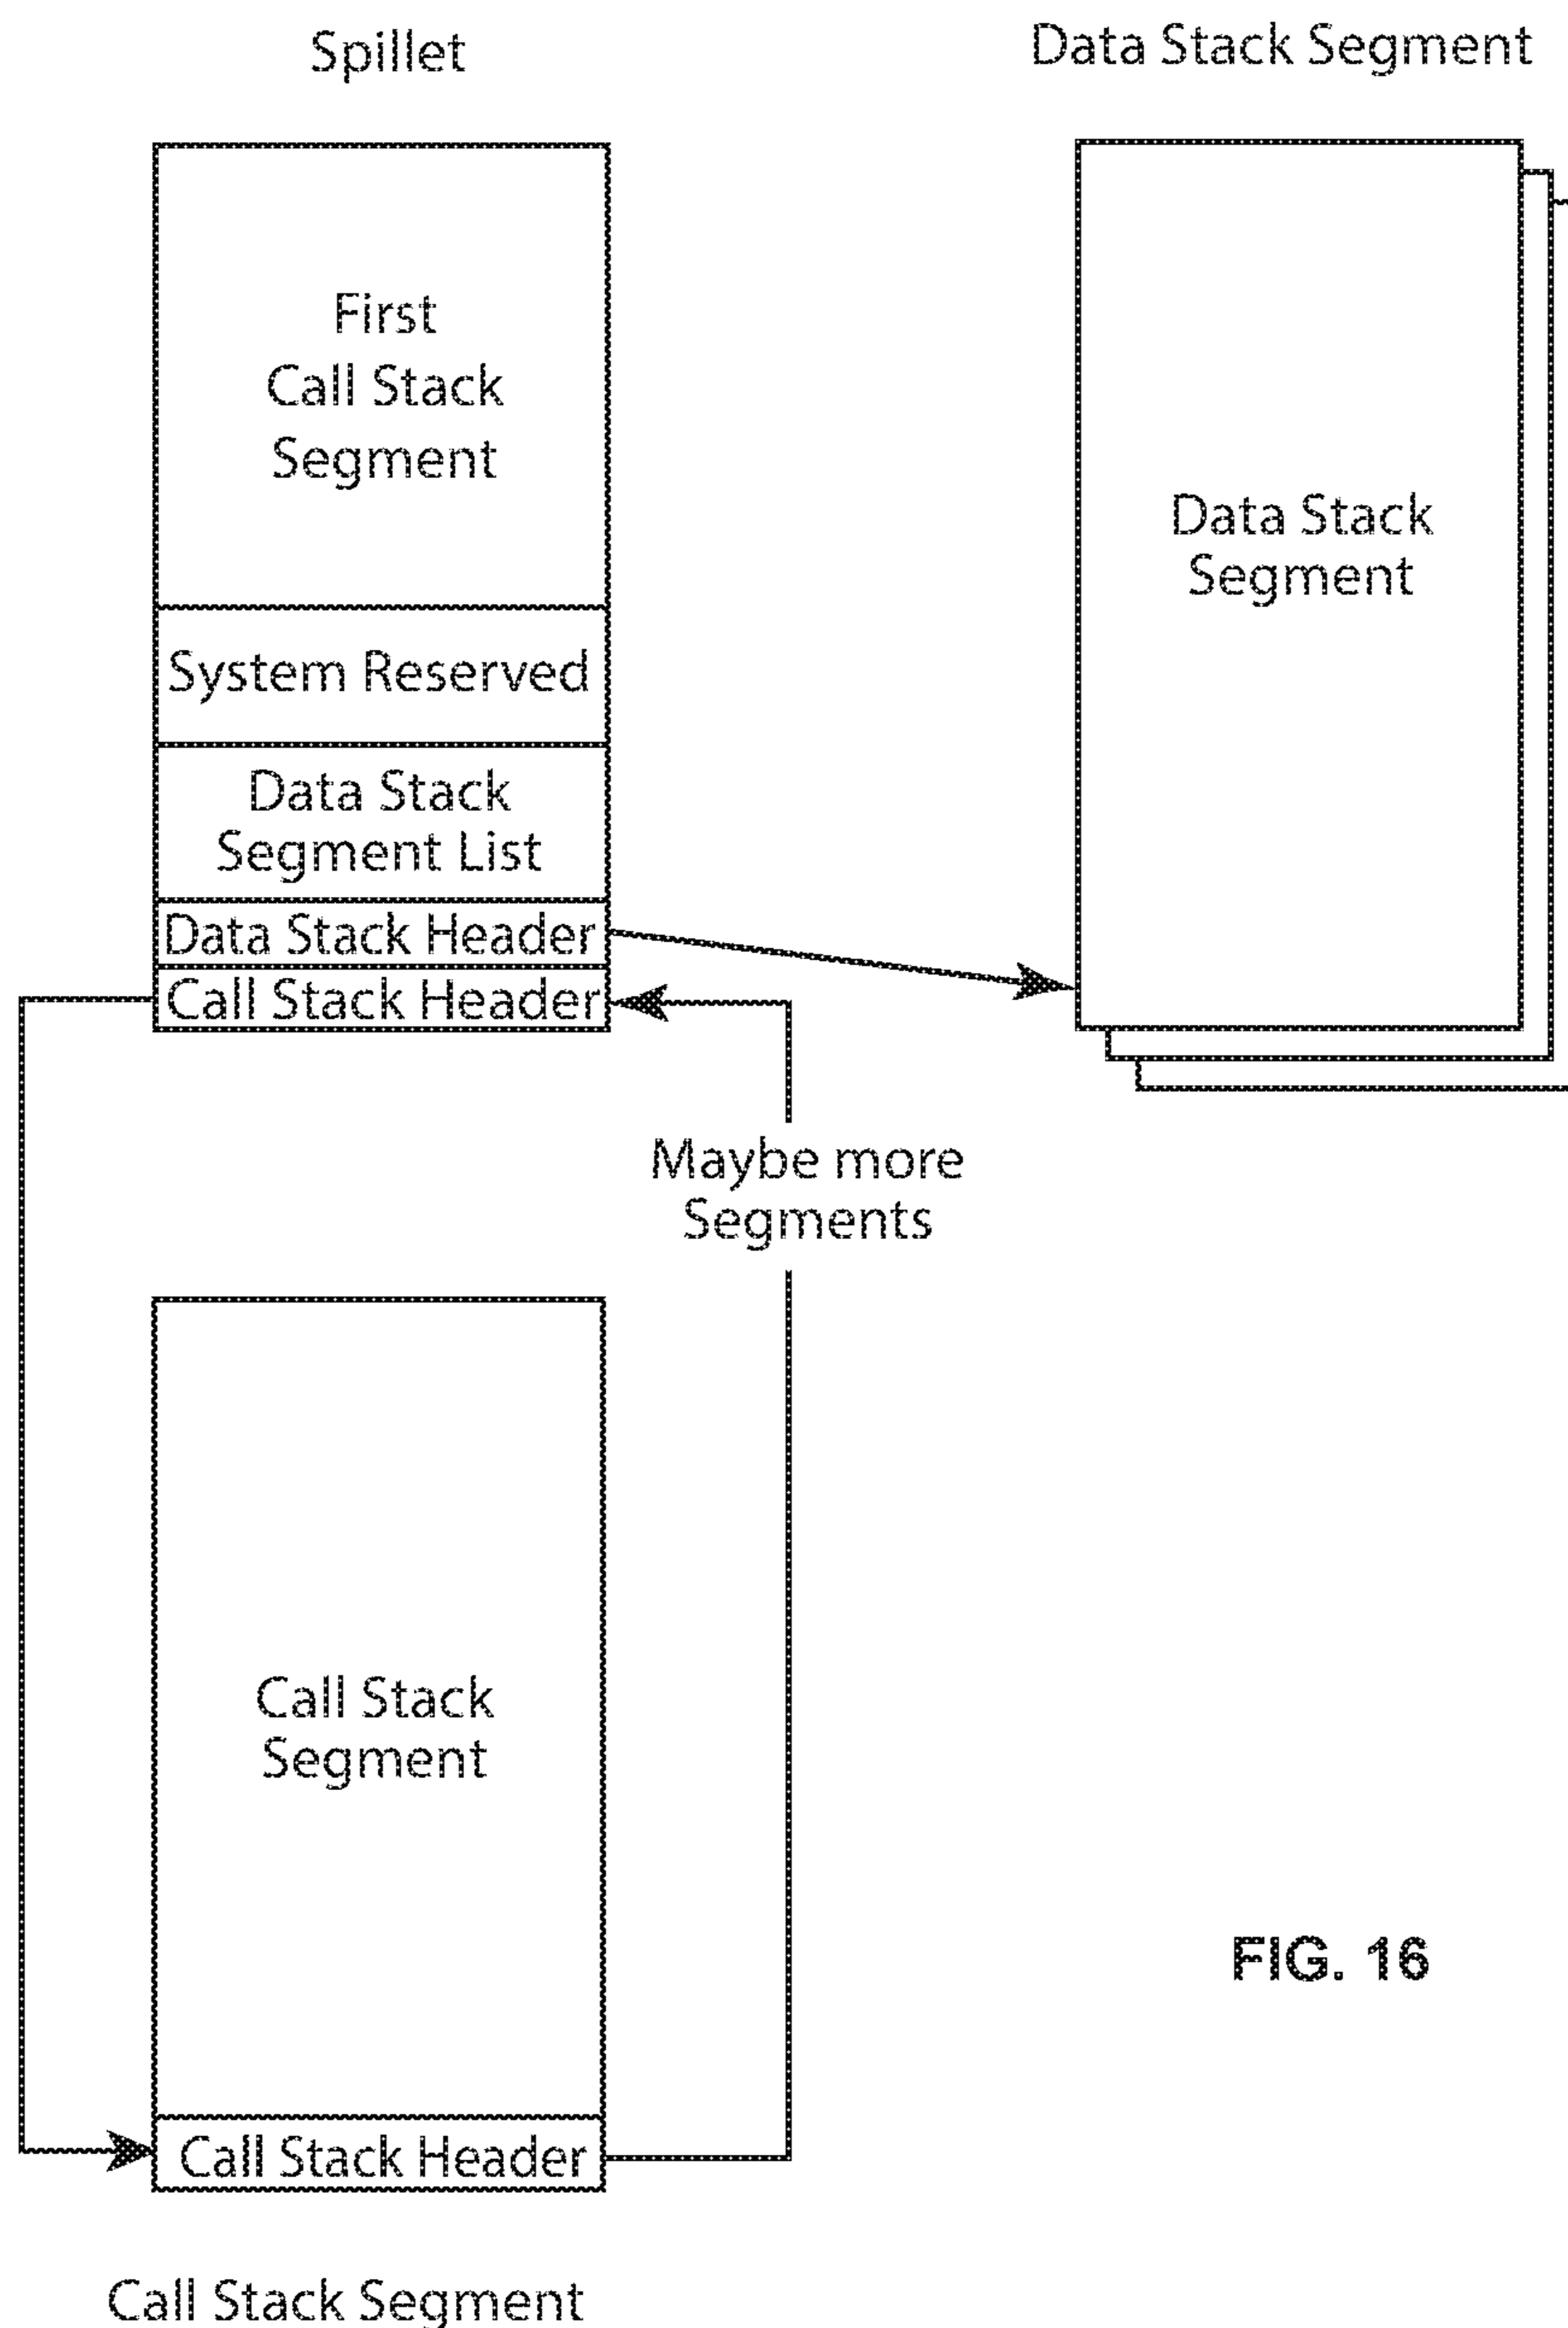 Spillet
Data Stack Segment
First
Call Stack
Segment
System Reserved
Data Stack
Segment List
Data Stack Header
Call Stack Header
Data Stack
Segment
Maybe more
Segments
Call Stack
Segment
Call Stack Header
FIG. 16
Call Stack Segment